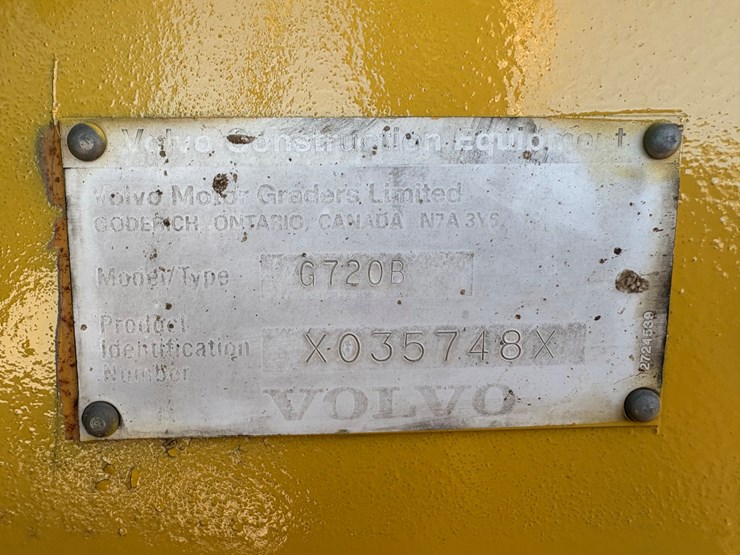 Volvo Construction Equipment
Volvo Motor Graders Limited
GODERICH, ONTARIO, CANADA N7A 3Y6
Model/Type G720B
Product
Identification X035748X
Number
VOLVO
12724539